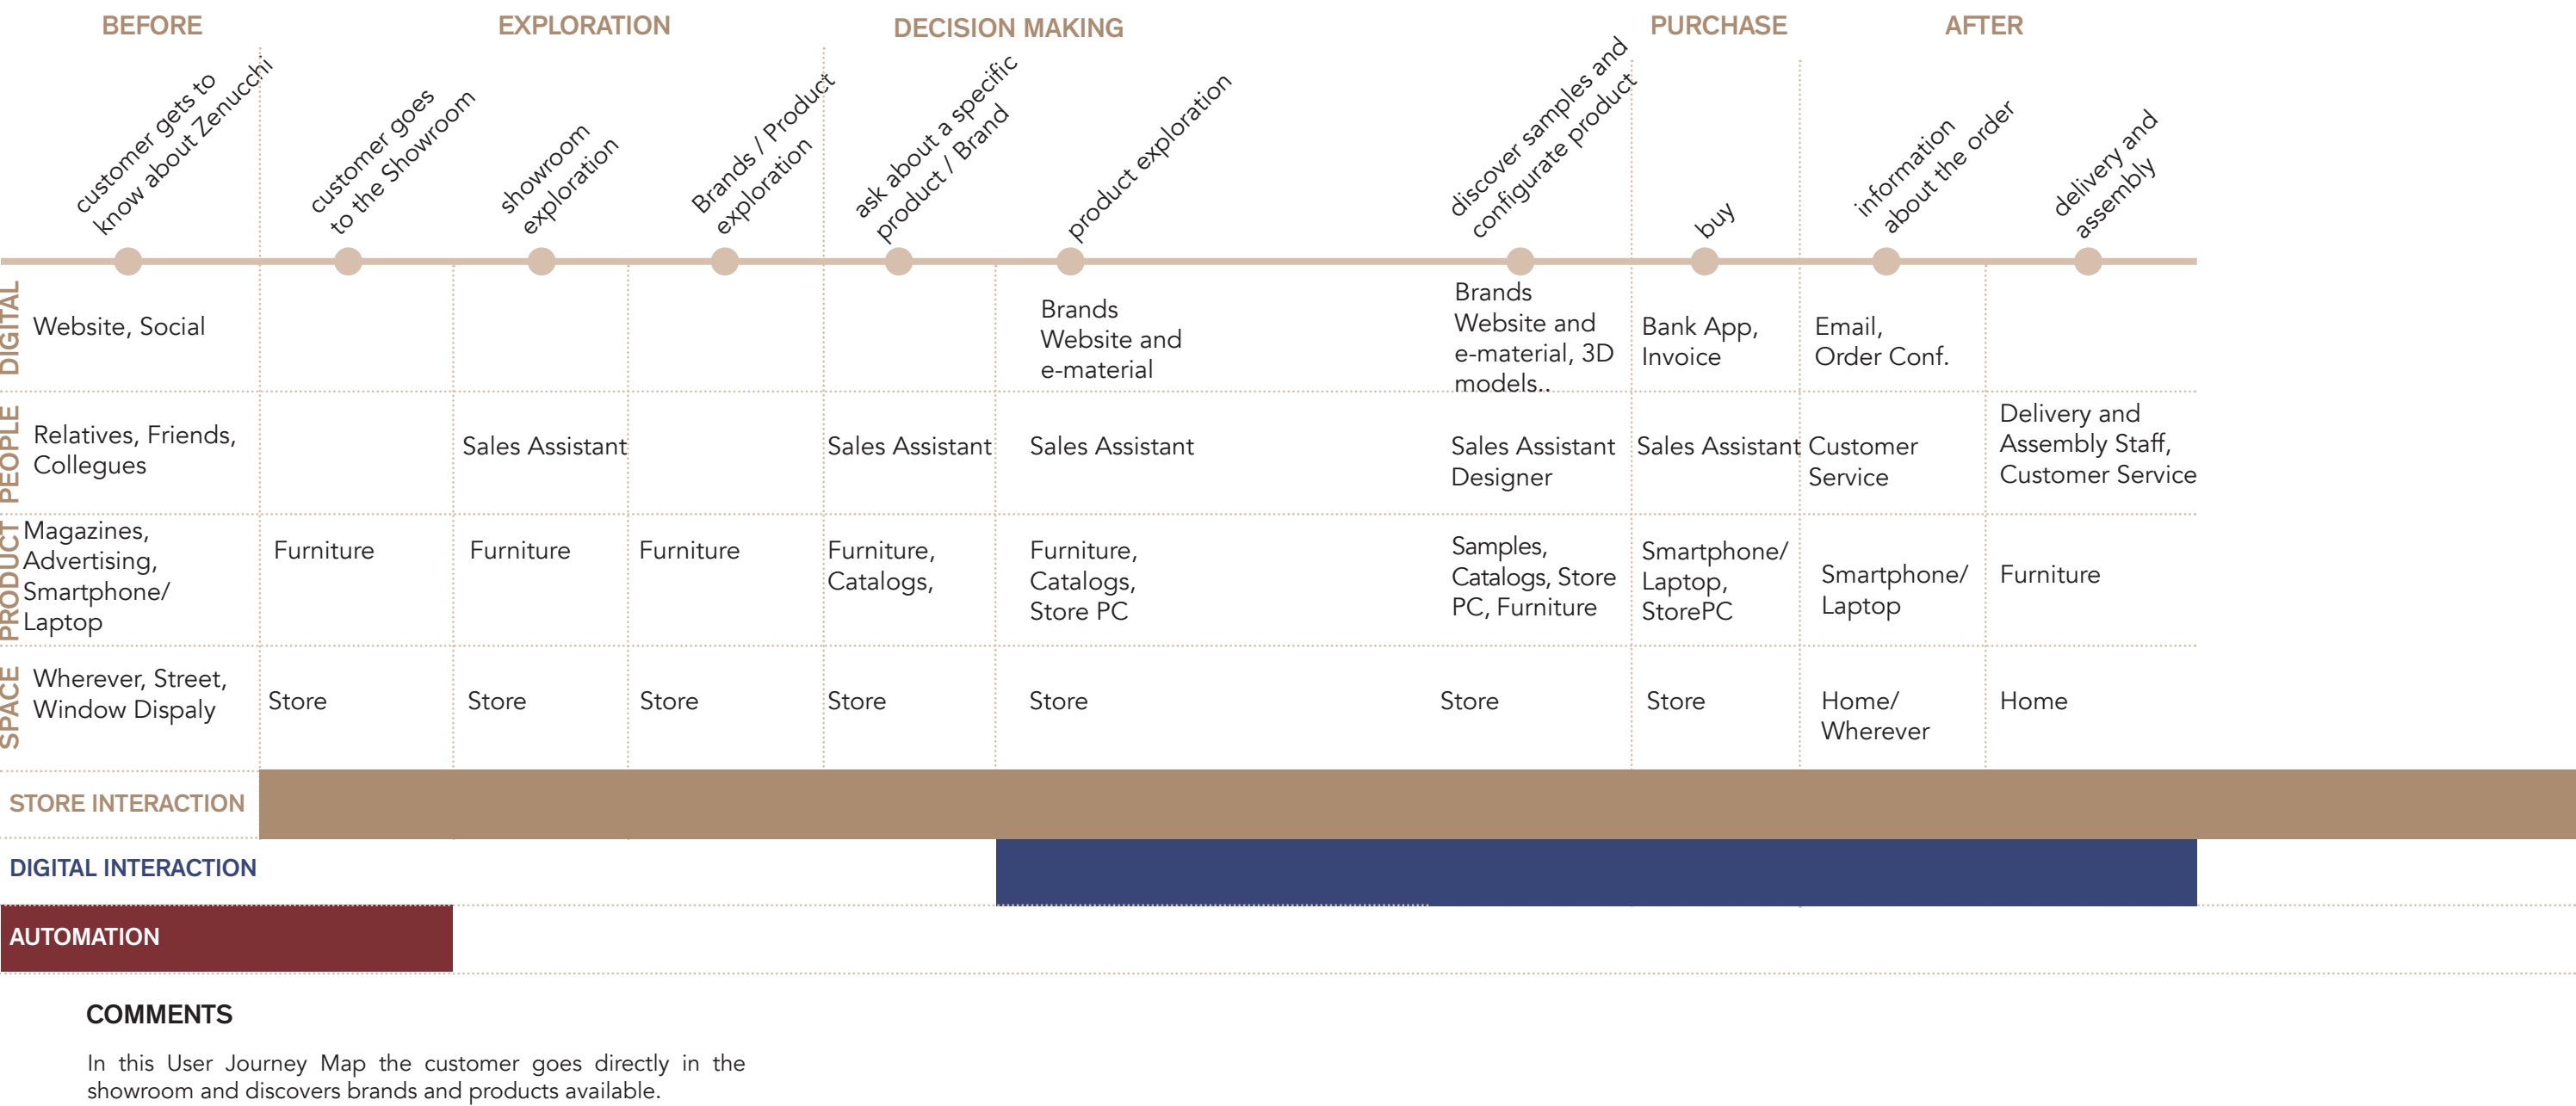 BEFORE
EXPLORATION
DECISION MAKING
PURCHASE
AFTER
customer gets to
know about Zenucchi
customer goes
to the Showroom
showroom
exploration
Brands / Product
exploration
ask about a specific
product / Brand
product exploration
discover samples and
configurate product
buy
information
about the order
delivery and
assembly
DIGITAL
Website, Social
Brands
Website and
e-material
Brands
Website and
e-material, 3D
models..
Bank App,
Invoice
Email,
Order Conf.
PEOPLE
Relatives, Friends,
Collegues
Sales Assistant
Sales Assistant
Sales Assistant
Sales Assistant
Designer
Sales Assistant
Customer
Service
Delivery and
Assembly Staff,
Customer Service
PRODUCT
Magazines,
Advertising,
Smartphone/
Laptop
Furniture
Furniture
Furniture
Furniture,
Catalogs,
Furniture,
Catalogs,
Store PC
Samples,
Catalogs, Store
PC, Furniture
Smartphone/
Laptop,
StorePC
Smartphone/
Laptop
Furniture
SPACE
Wherever, Street,
Window Dispaly
Store
Store
Store
Store
Store
Store
Store
Home/
Wherever
Home
STORE INTERACTION
DIGITAL INTERACTION
AUTOMATION
COMMENTS
In this User Journey Map the customer goes directly in the
showroom and discovers brands and products available.